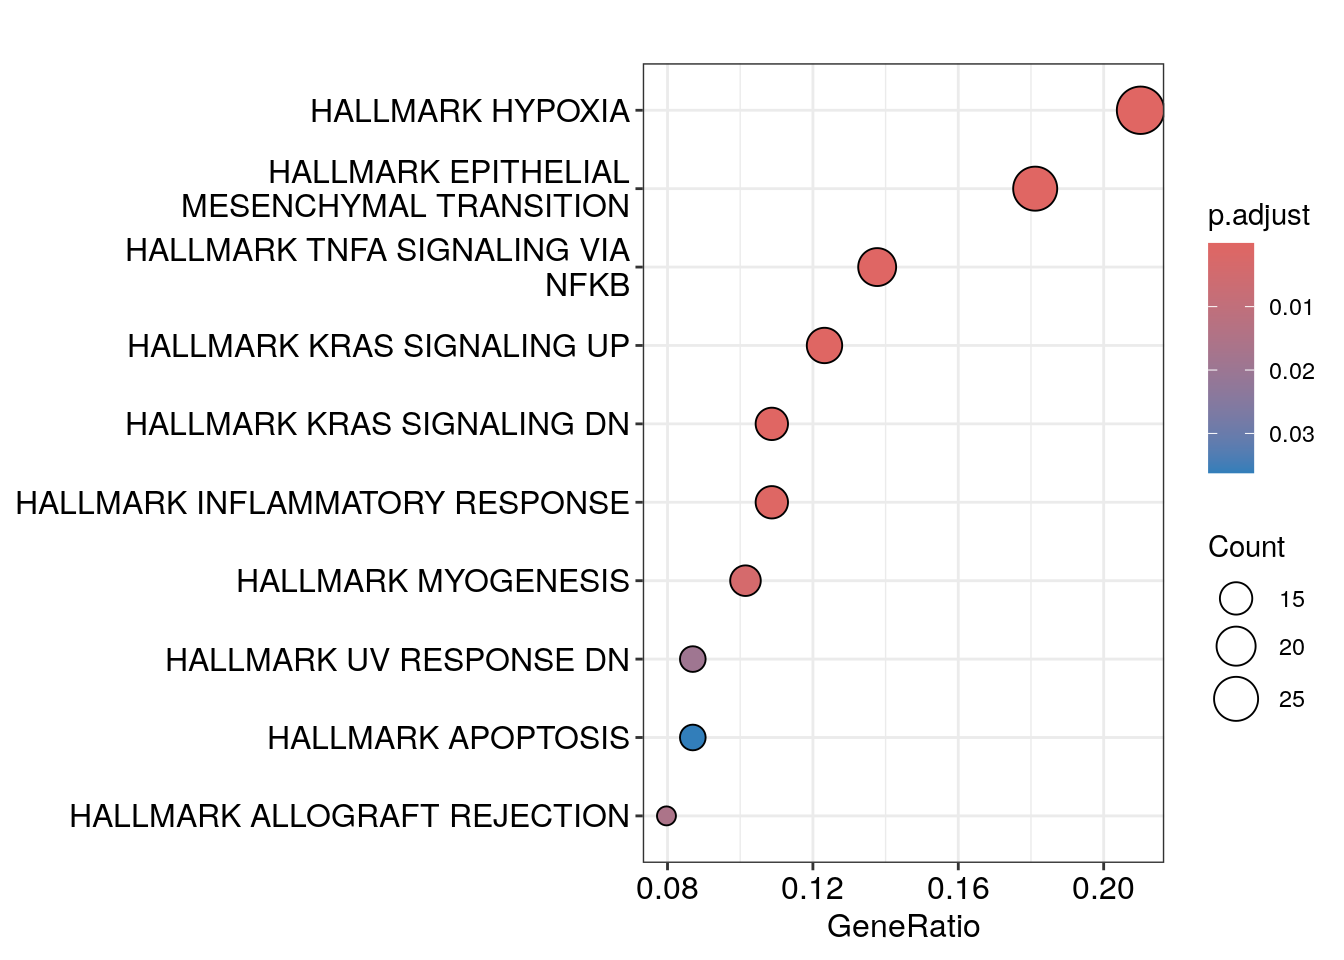 HALLMARK HYPOXIA
HALLMARK EPITHELIAL
MESENCHYMAL TRANSITION
HALLMARK TNFA SIGNALING VIA
NFKB
HALLMARK KRAS SIGNALING UP
HALLMARK KRAS SIGNALING DN
HALLMARK INFLAMMATORY RESPONSE
HALLMARK MYOGENESIS
HALLMARK UV RESPONSE DN
HALLMARK APOPTOSIS
HALLMARK ALLOGRAFT REJECTION
0.08 0.12 0.16 0.20
GeneRatio
p.adjust
0.01
0.02
0.03
Count
15
20
25